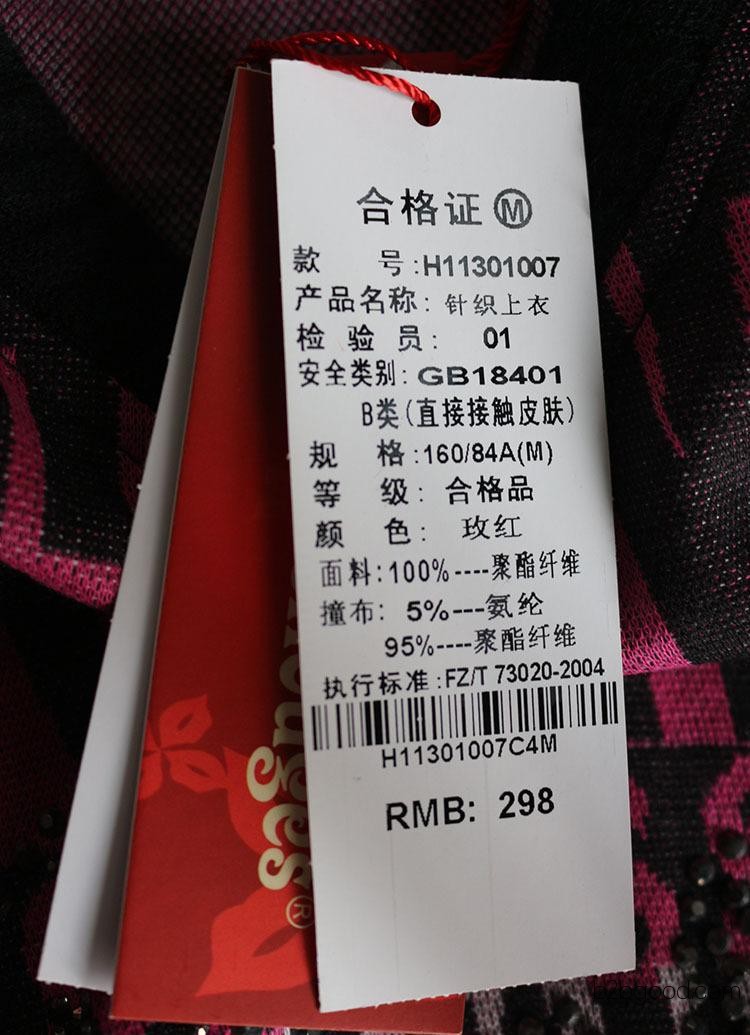 合格证 M
款 号:H11301007
产品名称: 针织上衣
检 验 员: 01
安全类别: GB18401
B类(直接接触皮肤)
规 格:160/84A(M)
等 级: 合格品
颜 色: 玫红
面料:100%----聚酯纤维
撞布: 5%---氨纶
95%----聚酯纤维
执行标准:FZ/T 73020-2004
H11301007C4M
RMB: 298
®